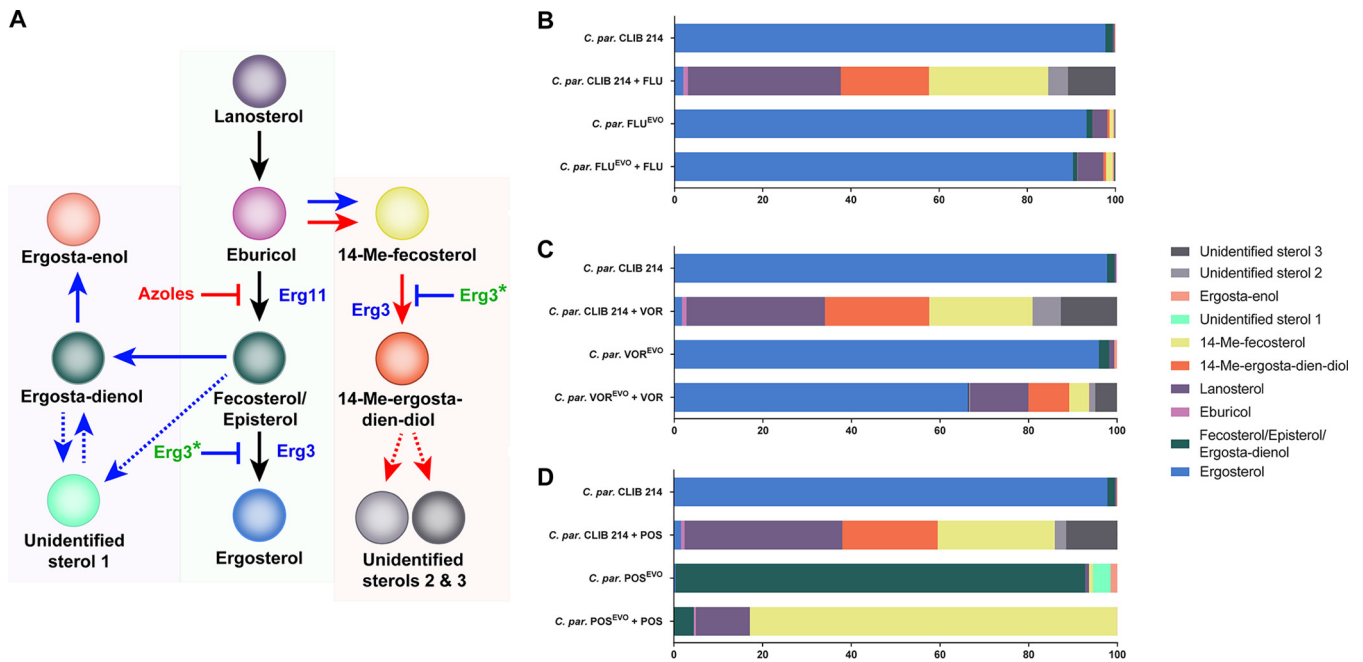 A
Lanosterol
Eburicol
14-Me-fecosterol
Ergosta-enol
Azoles
Erg11
Erg3
Erg3*
Ergosta-dienol
Fecosterol/
Episterol
14-Me-ergosta-
dien-diol
Erg3*
Erg3
Unidentified
sterol 1
Ergosterol
Unidentified
sterols 2 & 3
B
C. par. CLIB 214
C. par. CLIB 214 + FLU
C. par. FLUEVO
C. par. FLUEVO + FLU
0 20 40 60 80 100
C
C. par. CLIB 214
C. par. CLIB 214 + VOR
C. par. VOREVO
C. par. VOREVO + VOR
0 20 40 60 80 100
D
C. par. CLIB 214
C. par. CLIB 214 + POS
C. par. POSEVO
C. par. POSEVO + POS
0 20 40 60 80 100
Unidentified sterol 3
Unidentified sterol 2
Ergosta-enol
Unidentified sterol 1
14-Me-fecosterol
14-Me-ergosta-dien-diol
Lanosterol
Eburicol
Fecosterol/Episterol/
Ergosta-dienol
Ergosterol